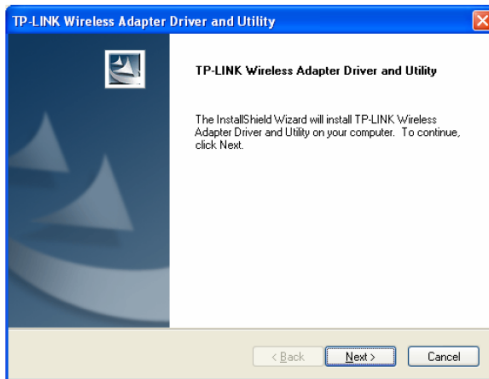 TP-LINK Wireless Adapter Driver and Utility
TP-LINK Wireless Adapter Driver and Utility
The InstallShield Wizard will install TP-LINK Wireless
Adapter Driver and Utility on your computer. To continue,
click Next.
< Back
Next >
Cancel